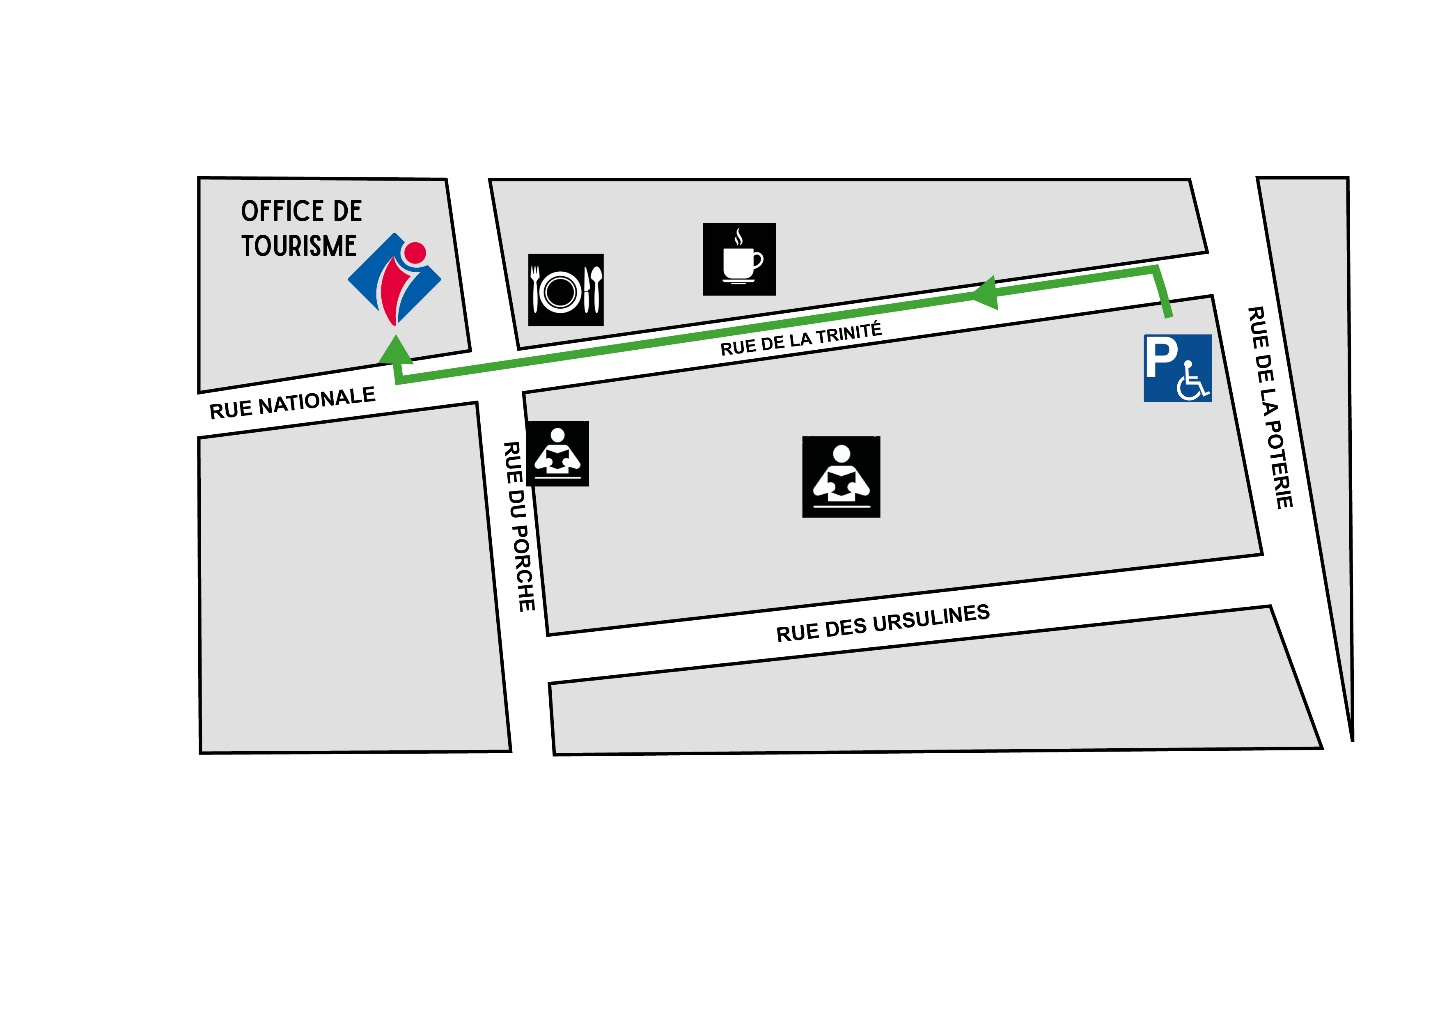 OFFICE DE
TOURISME
RUE DE LA TRINITÉ
RUE NATIONALE
P
RUE DE LA POTERIE
RUE DU PORCHE
RUE DES URSULINES